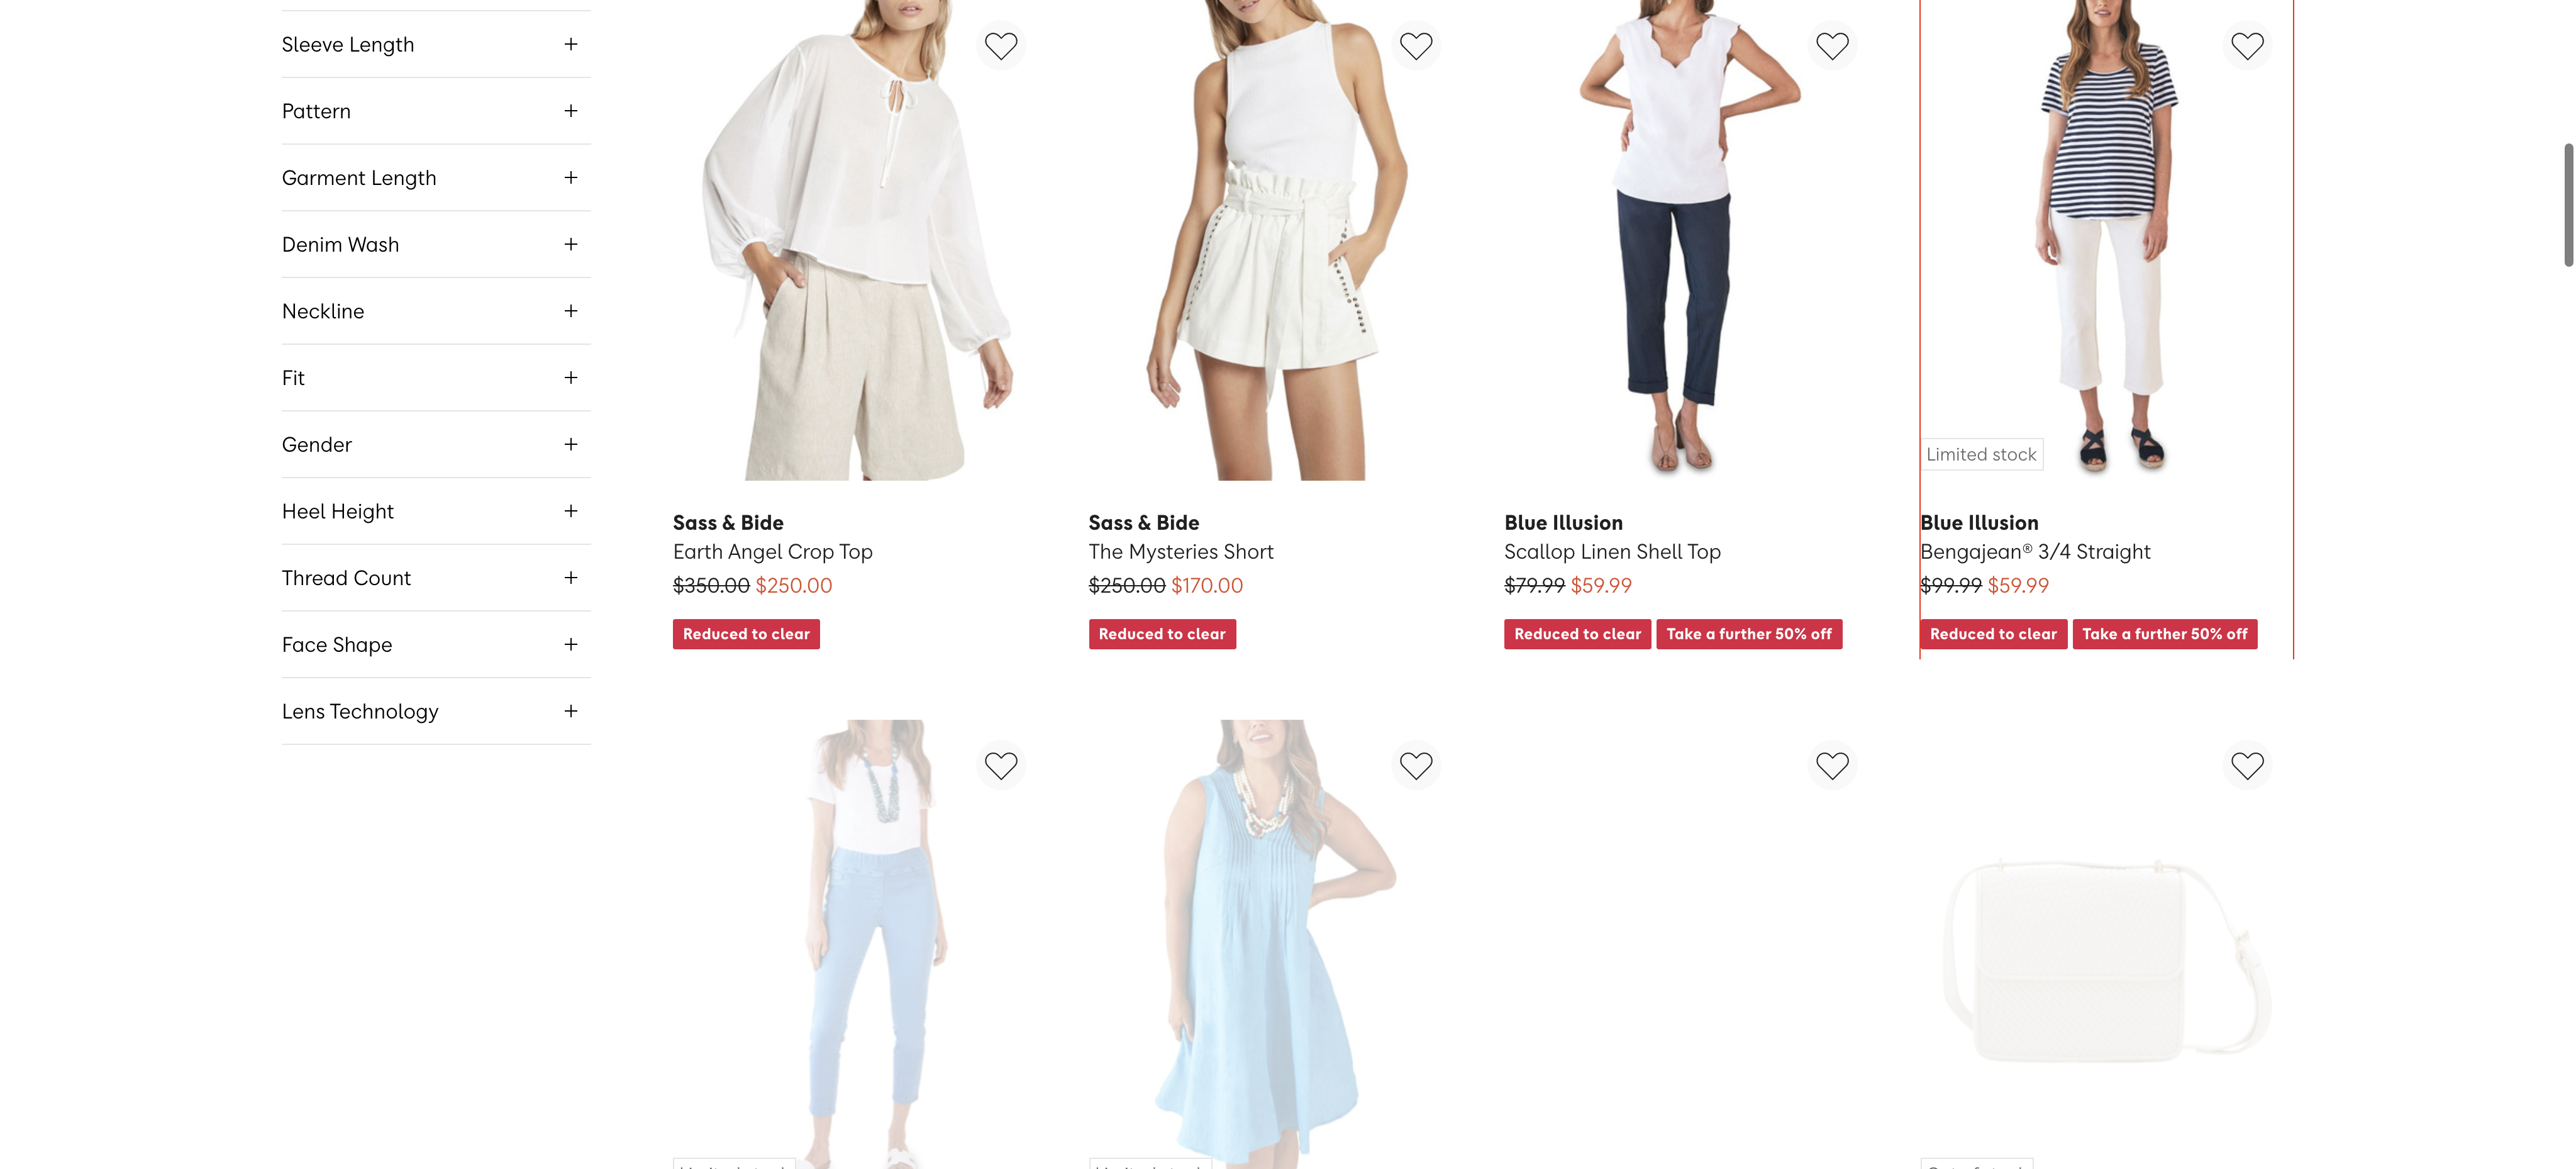 Sleeve Length
Pattern
Garment Length
Denim Wash
Neckline
Fit
Gender
Heel Height
Thread Count
Face Shape
Lens Technology
Sass & Bide
Earth Angel Crop Top
$350.00 $250.00
Reduced to clear
Sass & Bide
The Mysteries Short
$250.00 $170.00
Reduced to clear
Blue Illusion
Scallop Linen Shell Top
$79.99 $59.99
Reduced to clear Take a further 50% off
Limited stock
Blue Illusion
Bengajean® 3/4 Straight
$99.99 $59.99
Reduced to clear Take a further 50% off